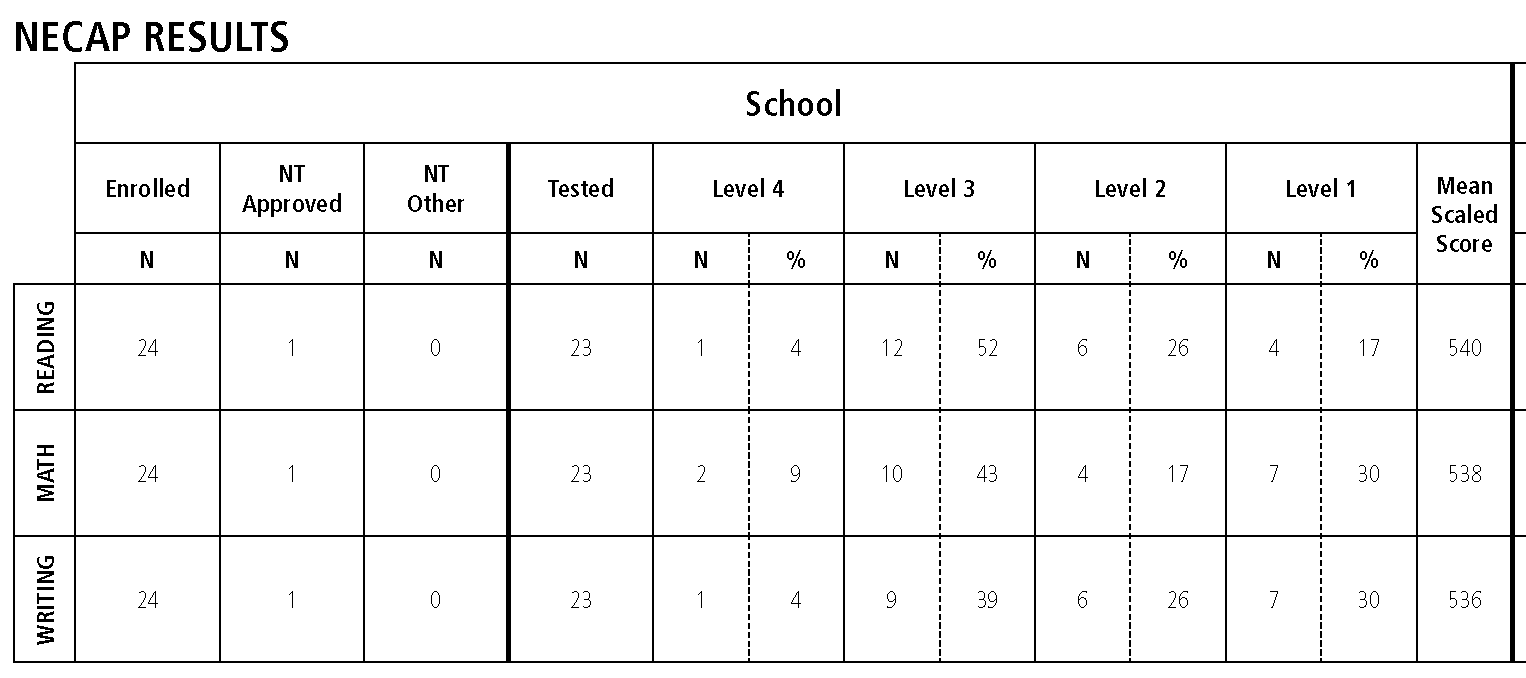 NECAP RESULTS
School
Enrolled NT Approved NT Other Tested Level 4 Level 3 Level 2 Level 1 Mean Scaled Score
N N N N N % N % N % N %
READING 24 1 0 23 1 4 12 52 6 26 4 17 540
MATH 24 1 0 23 2 9 10 43 4 17 7 30 538
WRITING 24 1 0 23 1 4 9 39 6 26 7 30 536